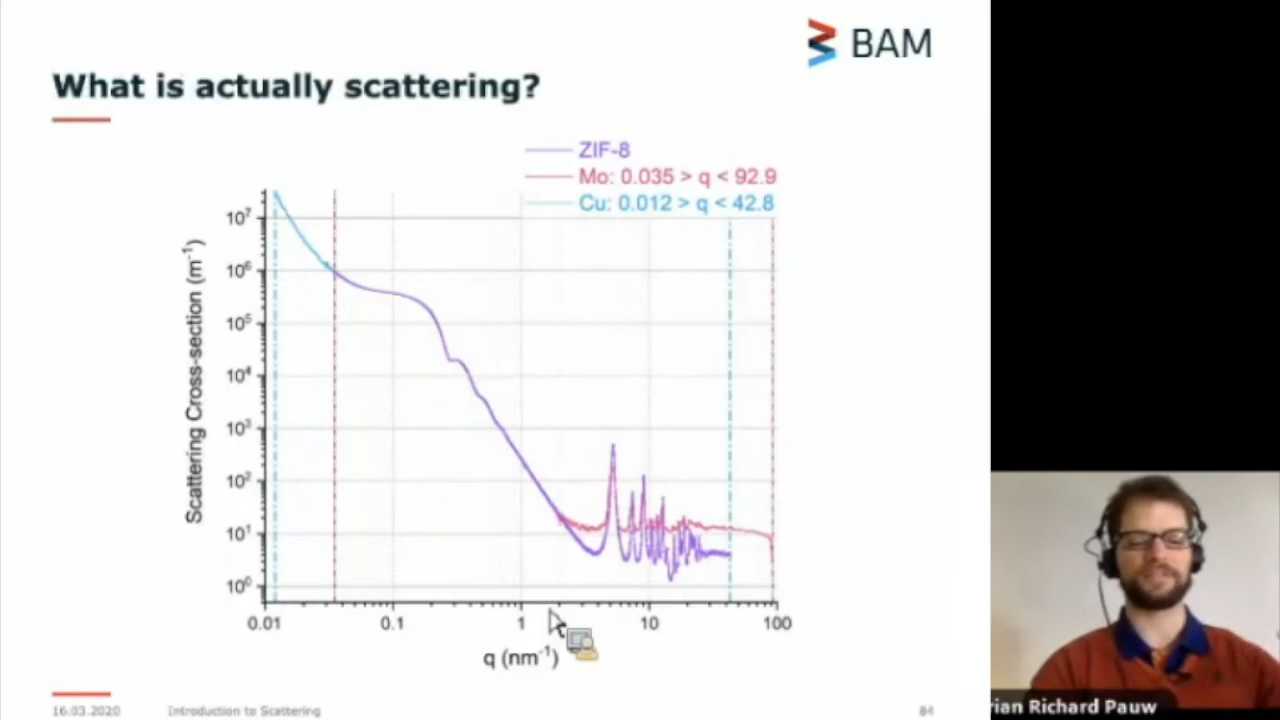 BAM
What is actually scattering?
ZIF-8
Mo: 0.035 > q < 92.9
Cu: 0.012 > q < 42.8
Scattering Cross-section (m⁻¹)
10⁷
10⁶
10⁵
10⁴
10³
10²
10¹
10⁰
0.01 0.1 1 10 100
q (nm⁻¹)
16.03.2020 Introduction to Scattering 84
rian Richard Pauw